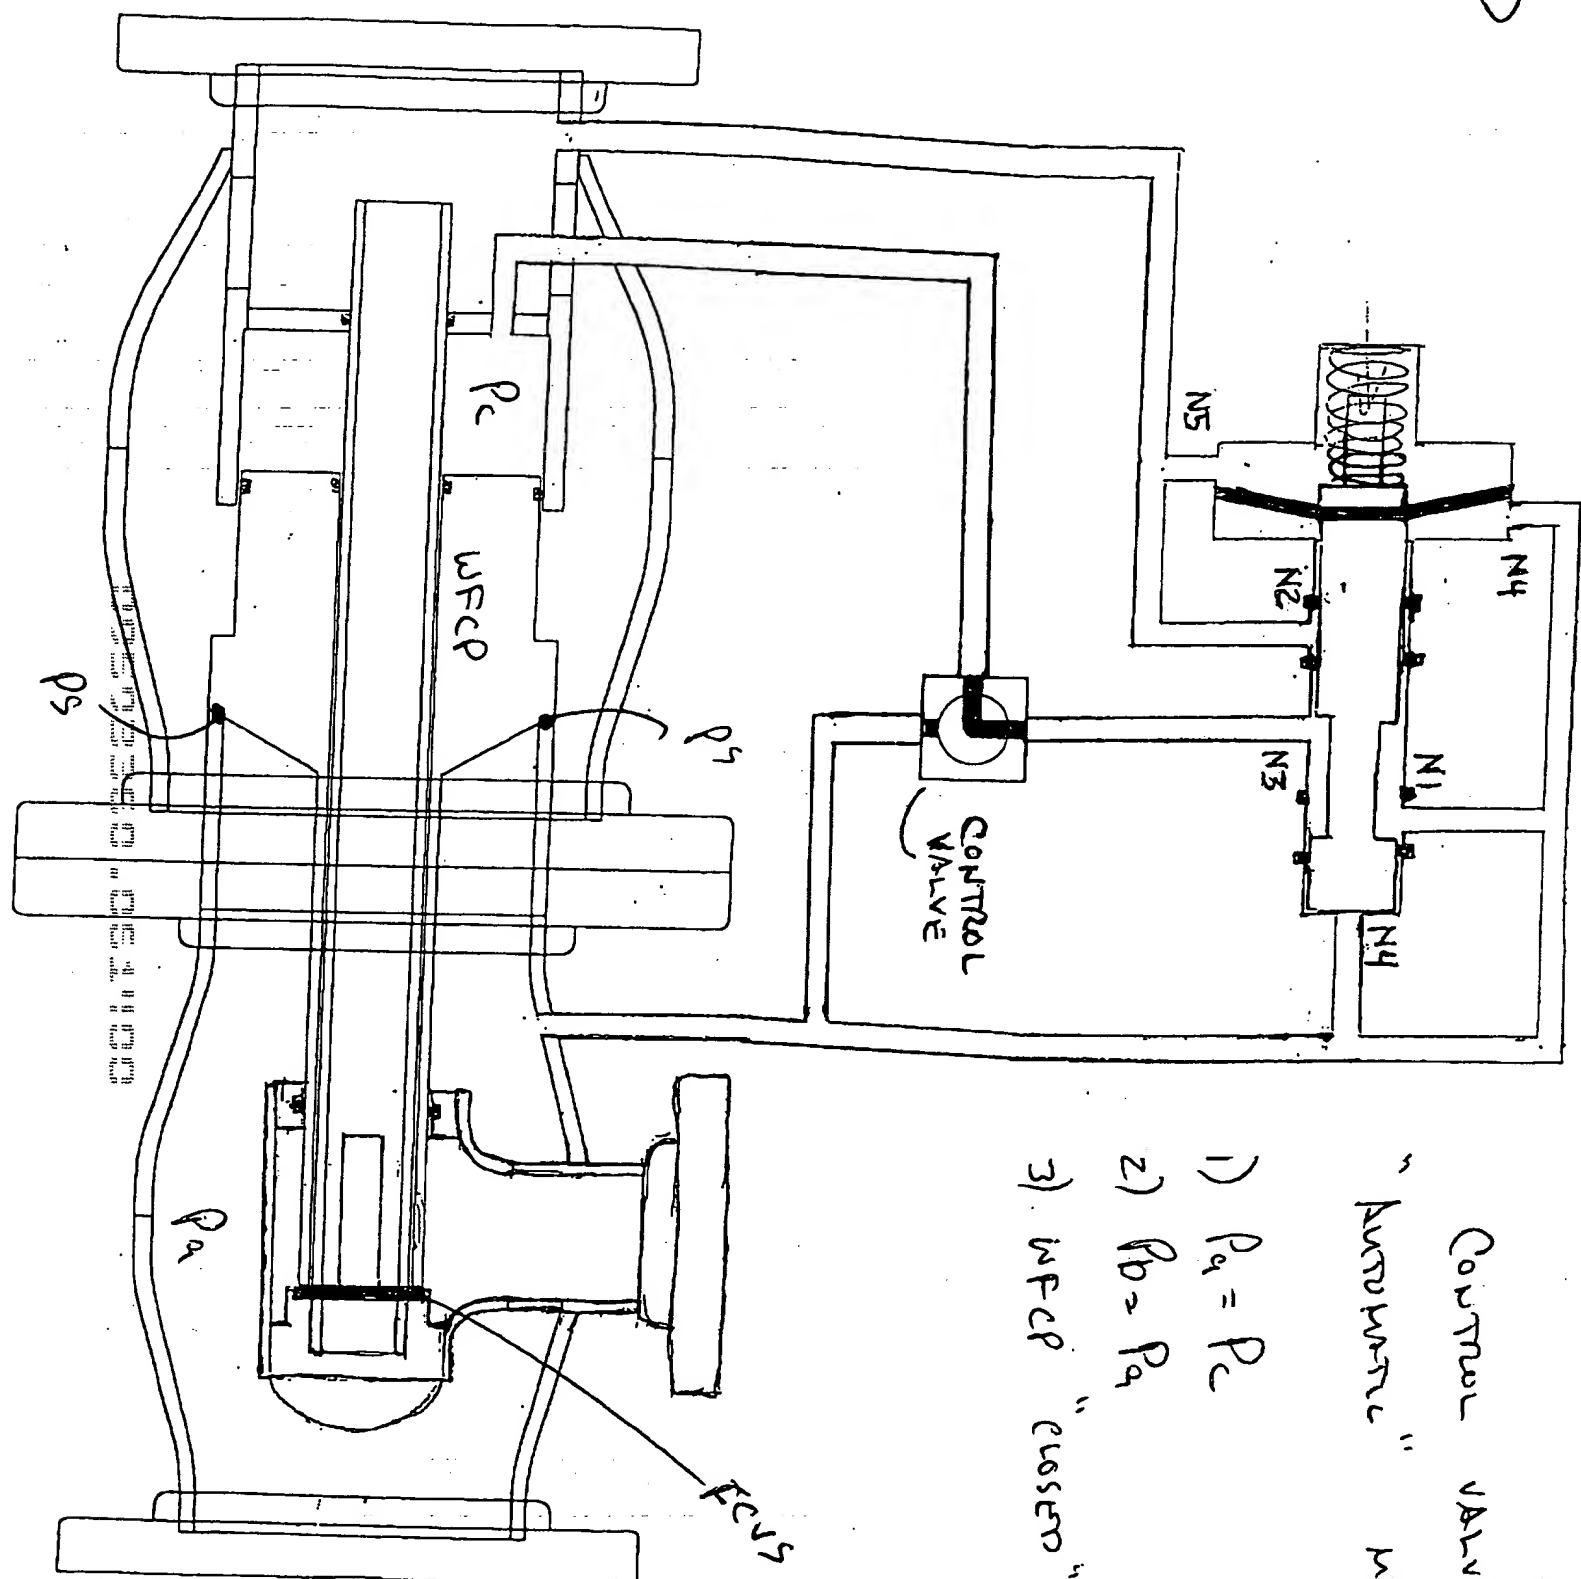 CONTROL VALV
"AUTOMATIC" M
1) Pa = Pc
2) Pb = Pa
3) WFCP "CLOSED"
N5
N4
N2
N1
N3
N4
CONTROL
VALVE
Pc
WFCP
PS
PS
Pa
FCVS